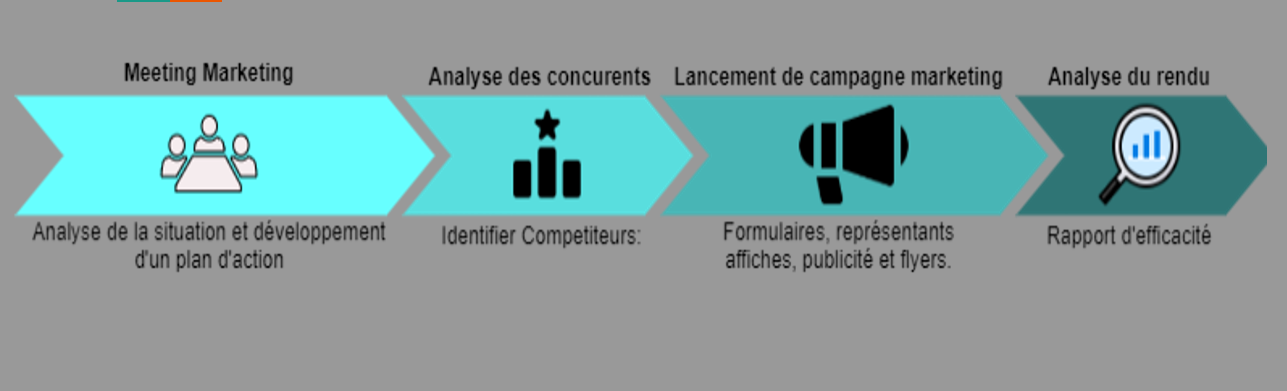 Meeting Marketing
Analyse des concurents
Lancement de campagne marketing
Analyse du rendu
Analyse de la situation et développement
d'un plan d'action
Identifier Competiteurs:
Formulaires, représentants
affiches, publicité et flyers.
Rapport d'efficacité